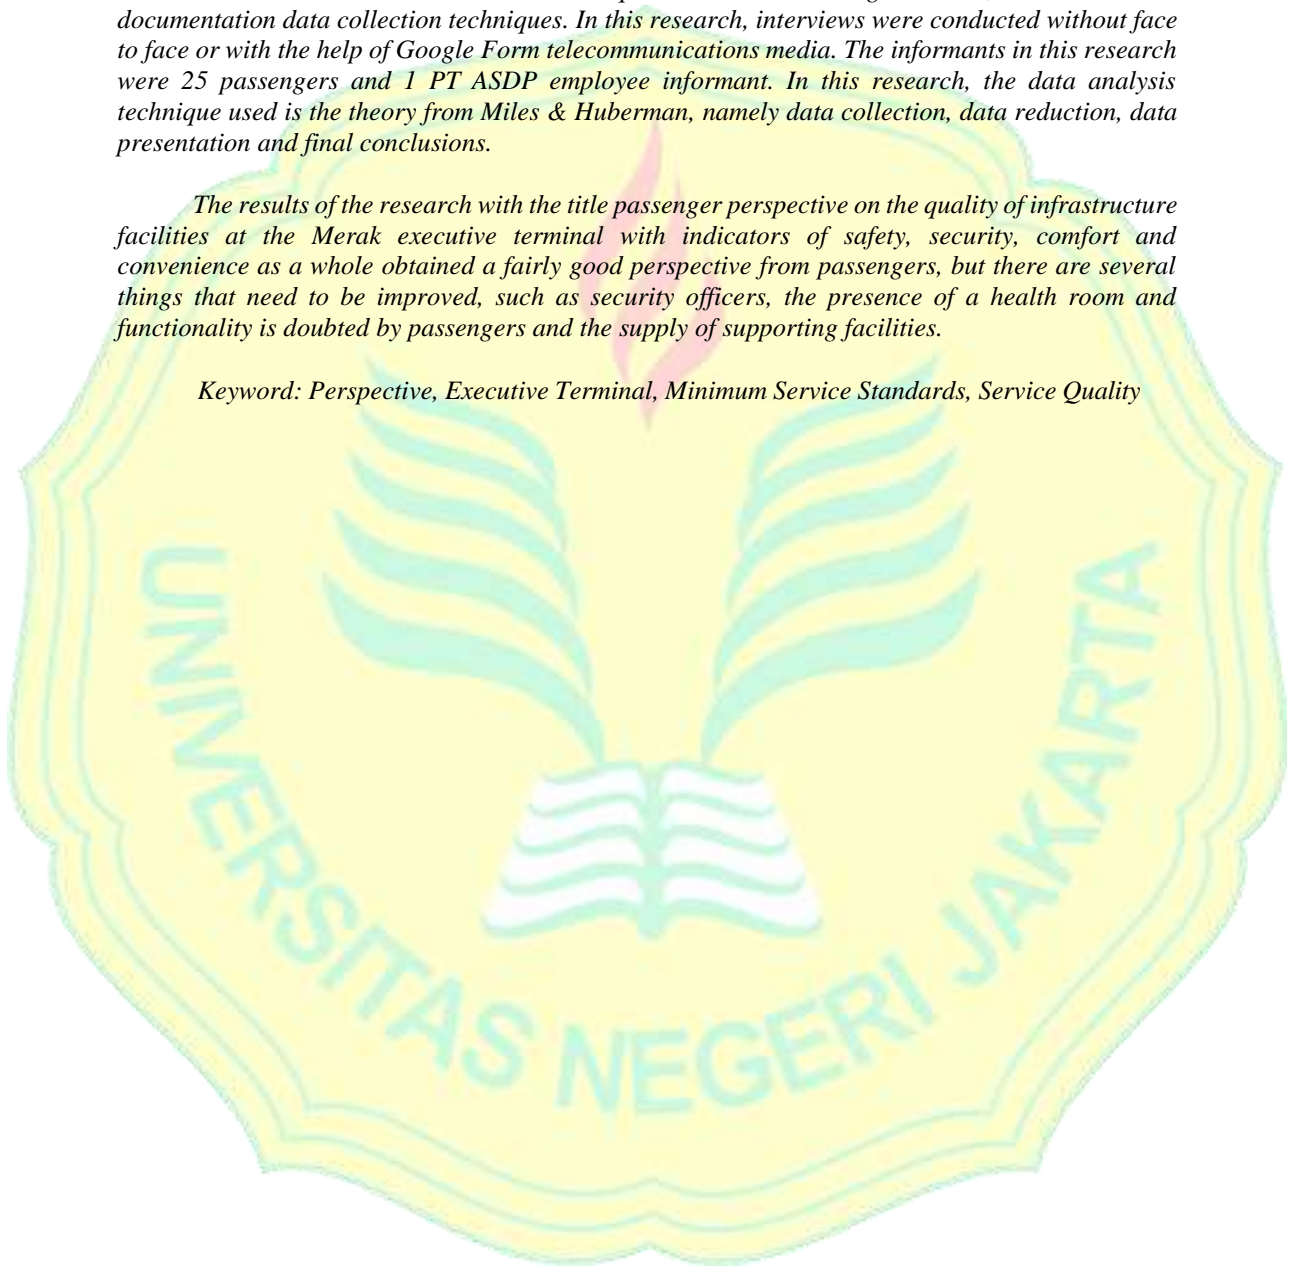 documentation data collection techniques. In this research, interviews were conducted without face
to face or with the help of Google Form telecommunications media. The informants in this research
were 25 passengers and 1 PT ASDP employee informant. In this research, the data analysis
technique used is the theory from Miles & Huberman, namely data collection, data reduction, data
presentation and final conclusions.
The results of the research with the title passenger perspective on the quality of infrastructure
facilities at the Merak executive terminal with indicators of safety, security, comfort and
convenience as a whole obtained a fairly good perspective from passengers, but there are several
things that need to be improved, such as security officers, the presence of a health room and
functionality is doubted by passengers and the supply of supporting facilities.
Keyword: Perspective, Executive Terminal, Minimum Service Standards, Service Quality
UNIVERSITAS NEGERI JAKARTA